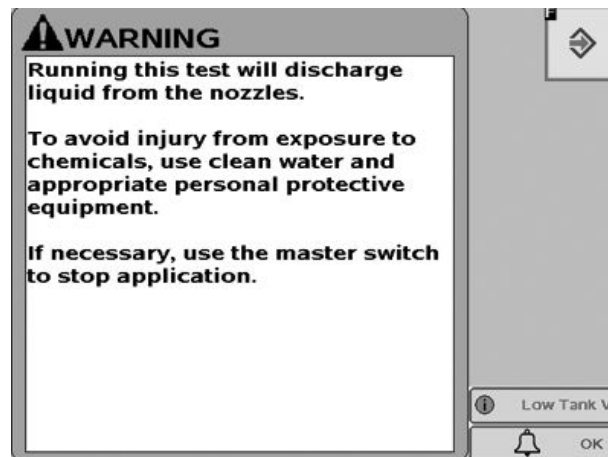 WARNING
Running this test will discharge
liquid from the nozzles.
To avoid injury from exposure to
chemicals, use clean water and
appropriate personal protective
equipment.
If necessary, use the master switch
to stop application.
F
Low Tank V
OK